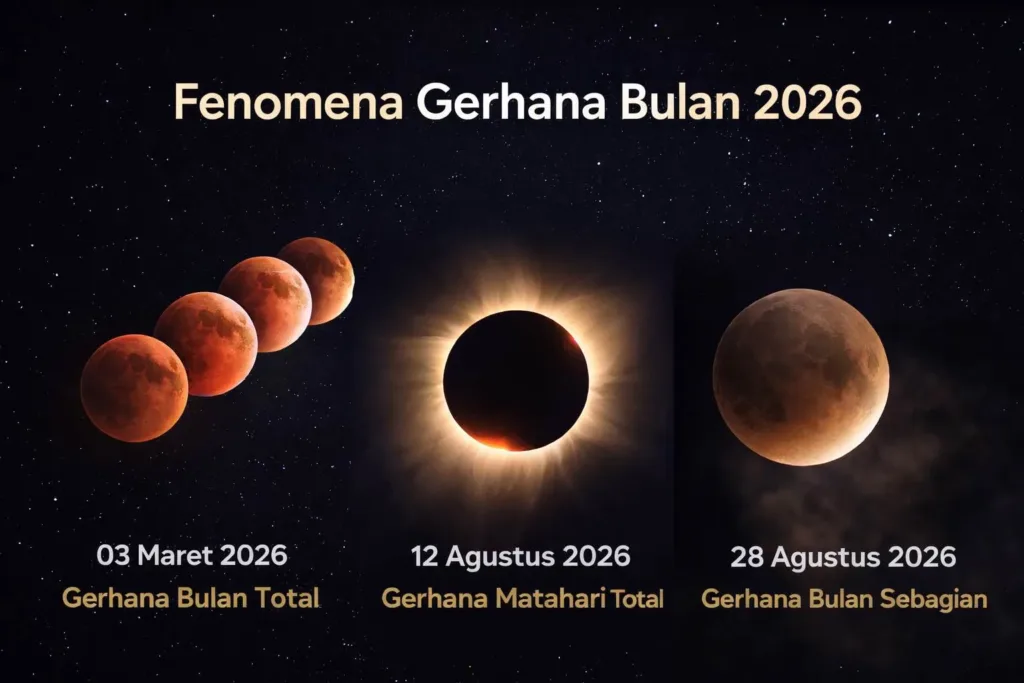 Fenomena Gerhana Bulan 2026
03 Maret 2026
Gerhana Bulan Total
12 Agustus 2026
Gerhana Matahari Total
28 Agustus 2026
Gerhana Bulan Sebagian